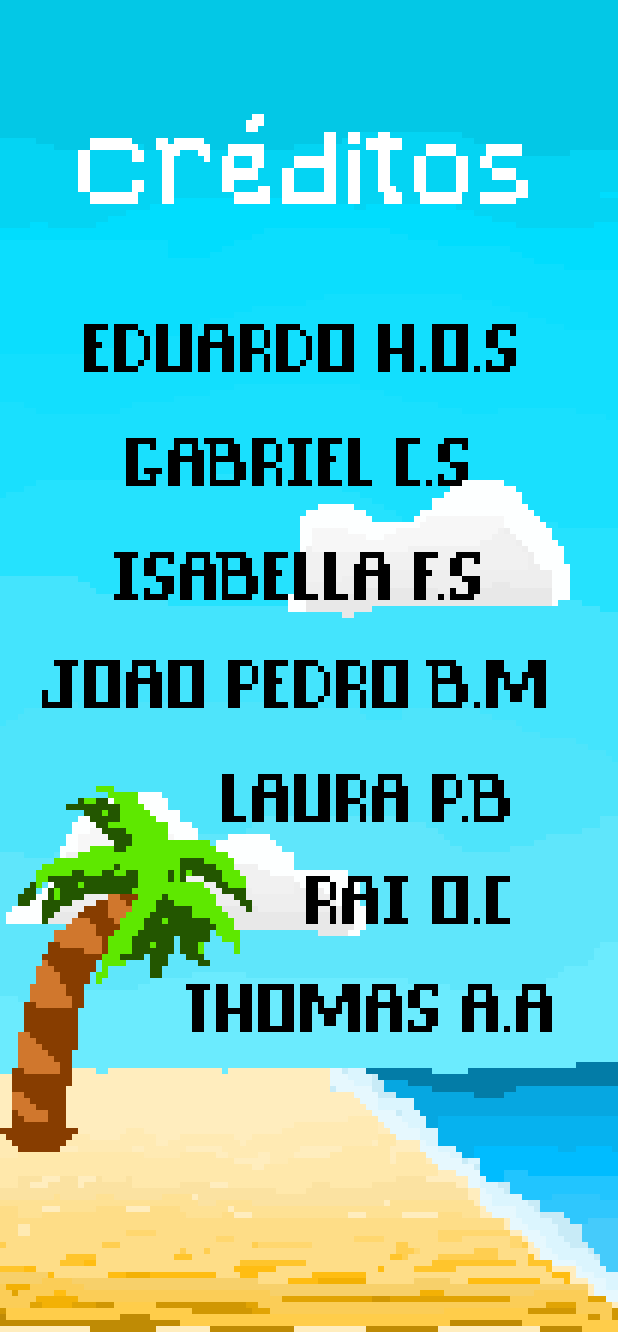 créditos
EDUARDO H.O.S
GABRIEL C.S
ISABELLA F.S
JOAO PEDRO B.M
LAURA P.B
RAI O.C
THOMAS A.A